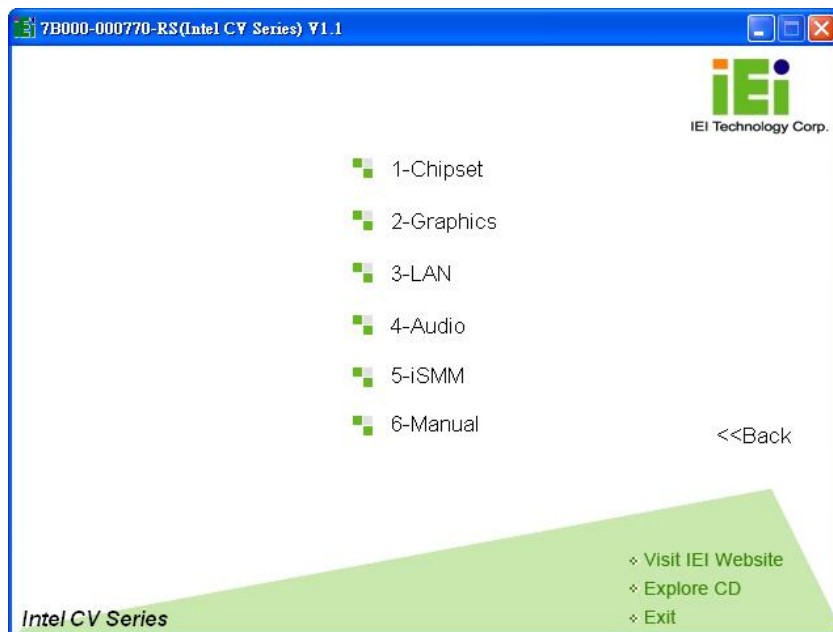 7B000-000770-RS(Intel CV Series) V1.1
iEi
IEI Technology Corp.
1-Chipset
2-Graphics
3-LAN
4-Audio
5-iSMM
6-Manual
<<Back
Visit IEI Website
Explore CD
Exit
Intel CV Series